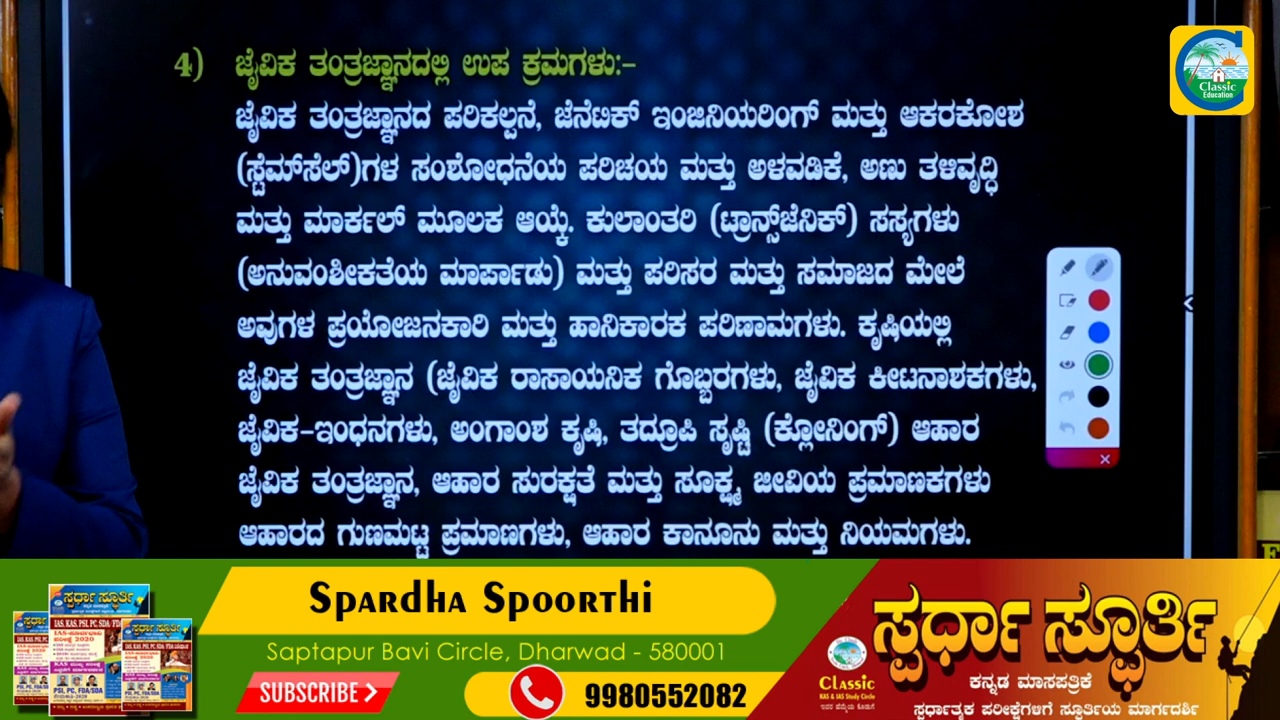 Classic
Education
4) ಜೈವಿಕ ತಂತ್ರಜ್ಞಾನದಲ್ಲಿ ಉಪ ಕ್ರಮಗಳು:-
ಜೈವಿಕ ತಂತ್ರಜ್ಞಾನದ ಪರಿಕಲ್ಪನೆ, ಜೆನೆಟಿಕ್ ಇಂಜಿನಿಯರಿಂಗ್ ಮತ್ತು ಆಕರಕೋಶ
(ಸ್ಟೆಮ್‌ಸೆಲ್)ಗಳ ಸಂಶೋಧನೆಯ ಪರಿಚಯ ಮತ್ತು ಅಳವಡಿಕೆ, ಅಣು ತಳಿವೃದ್ಧಿ
ಮತ್ತು ಮಾರ್ಕಲ್ ಮೂಲಕ ಆಯ್ಕೆ. ಕುಲಾಂತರಿ (ಟ್ರಾನ್ಸ್‌ಜೆನಿಕ್) ಸಸ್ಯಗಳು
(ಅನುವಂಶೀಕತೆಯ ಮಾರ್ಪಾಡು) ಮತ್ತು ಪರಿಸರ ಮತ್ತು ಸಮಾಜದ ಮೇಲೆ
ಅವುಗಳ ಪ್ರಯೋಜನಕಾರಿ ಮತ್ತು ಹಾನಿಕಾರಕ ಪರಿಣಾಮಗಳು. ಕೃಷಿಯಲ್ಲಿ
ಜೈವಿಕ ತಂತ್ರಜ್ಞಾನ (ಜೈವಿಕ ರಾಸಾಯನಿಕ ಗೊಬ್ಬರಗಳು, ಜೈವಿಕ ಕೀಟನಾಶಕಗಳು,
ಜೈವಿಕ-ಇಂಧನಗಳು, ಅಂಗಾಂಶ ಕೃಷಿ, ತದ್ರೂಪಿ ಸೃಷ್ಟಿ (ಕ್ಲೋನಿಂಗ್) ಆಹಾರ
ಜೈವಿಕ ತಂತ್ರಜ್ಞಾನ, ಆಹಾರ ಸುರಕ್ಷತೆ ಮತ್ತು ಸೂಕ್ಷ್ಮ ಜೀವಿಯ ಪ್ರಮಾಣಕಗಳು
ಆಹಾರದ ಗುಣಮಟ್ಟ ಪ್ರಮಾಣಗಳು, ಆಹಾರ ಕಾನೂನು ಮತ್ತು ನಿಯಮಗಳು.
Spardha Spoorthi
Saptapur Bavi Circle, Dharwad - 580001
SUBSCRIBE
9980552082
ಸ್ಪರ್ಧಾ ಸ್ಫೂರ್ತಿ
ಕನ್ನಡ ಮಾಸಪತ್ರಿಕೆ
ಸ್ಪರ್ಧಾತ್ಮಕ ಪರೀಕ್ಷೆಗಳಿಗೆ ಸ್ಫೂರ್ತಿಯ ಮಾರ್ಗದರ್ಶಿ
Classic
KAS & IAS Study Circle